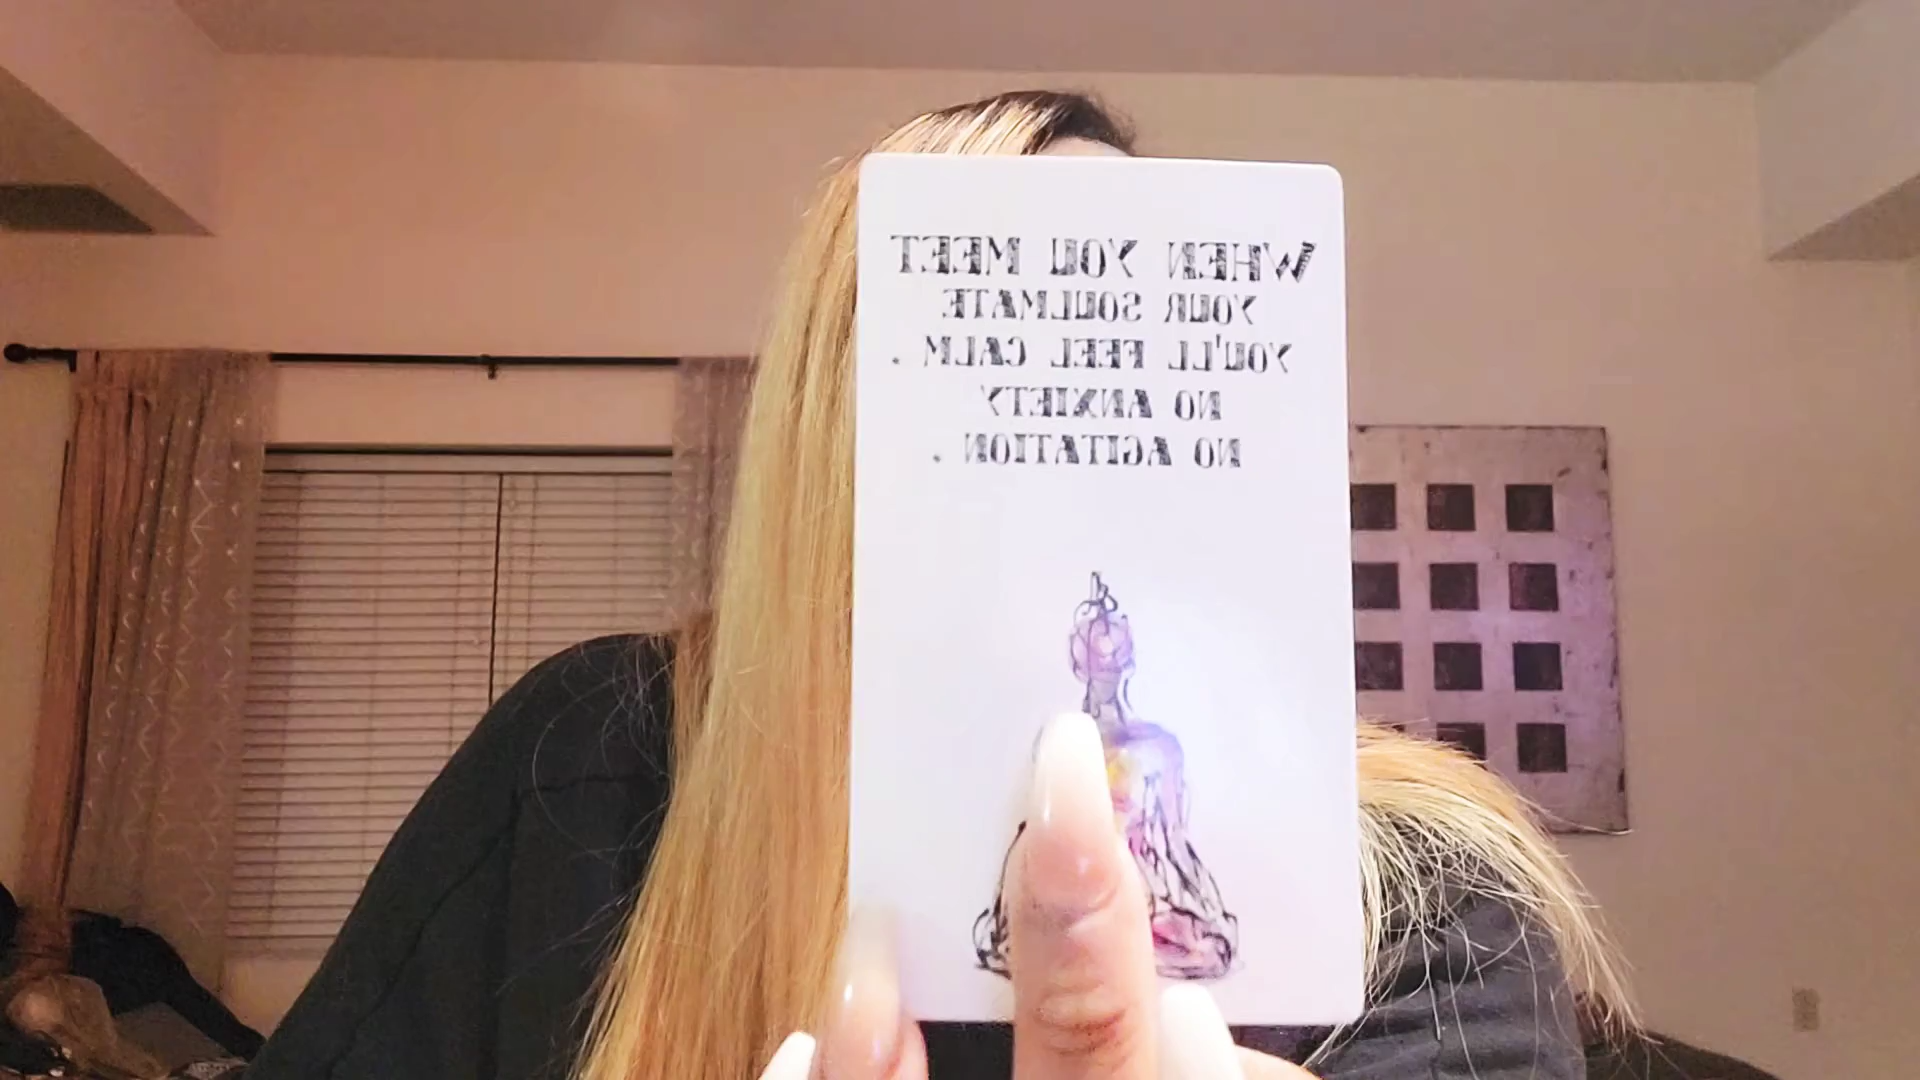 WHEN YOU MEET
YOUR SOULMATE
YOU'LL FEEL CALM .
NO ANXIETY
NO AGITATION .